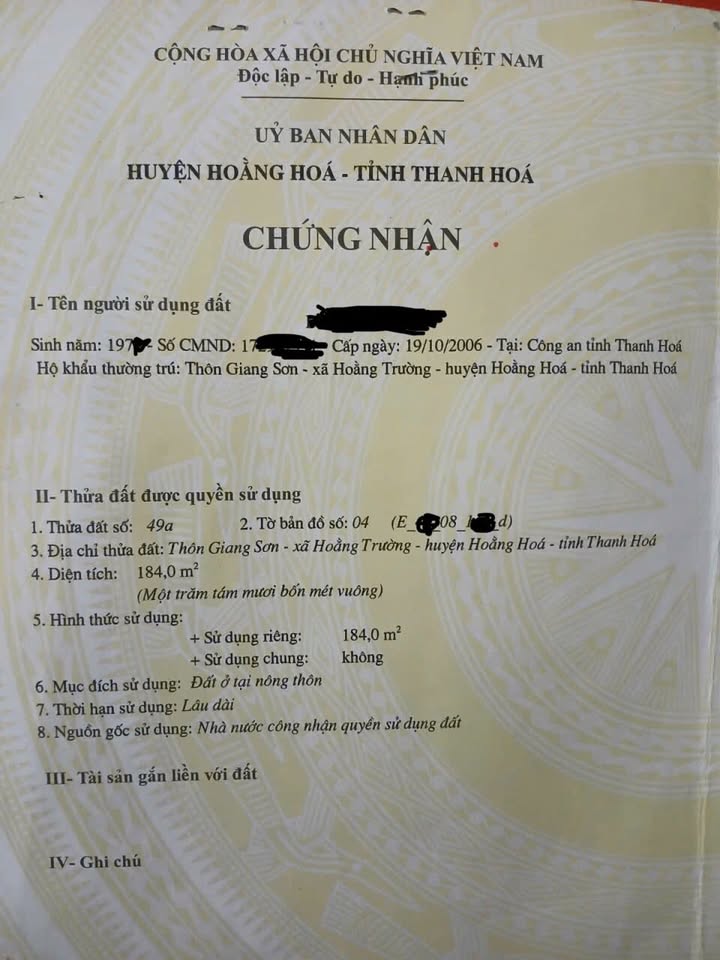 CỘNG HÒA XÃ HỘI CHỦ NGHĨA VIỆT NAM
Độc lập - Tự do - Hạnh phúc
UỶ BAN NHÂN DÂN
HUYỆN HOẰNG HOÁ - TỈNH THANH HOÁ
CHỨNG NHẬN
I- Tên người sử dụng đất
Sinh năm: 197 - Số CMND: 17 Cấp ngày: 19/10/2006 - Tại: Công an tỉnh Thanh Hoá
Hộ khẩu thường trú: Thôn Giang Sơn - xã Hoằng Trường - huyện Hoằng Hoá - tỉnh Thanh Hoá
II- Thửa đất được quyền sử dụng
1. Thửa đất số: 49a 2. Tờ bản đồ số: 04 (E_ _08_1 _d)
3. Địa chỉ thửa đất: Thôn Giang Sơn - xã Hoằng Trường - huyện Hoằng Hoá - tỉnh Thanh Hoá
4. Diện tích: 184,0 m²
(Một trăm tám mươi bốn mét vuông)
5. Hình thức sử dụng:
+ Sử dụng riêng: 184,0 m²
+ Sử dụng chung: không
6. Mục đích sử dụng: Đất ở tại nông thôn
7. Thời hạn sử dụng: Lâu dài
8. Nguồn gốc sử dụng: Nhà nước công nhận quyền sử dụng đất
III- Tài sản gắn liền với đất
IV- Ghi chú